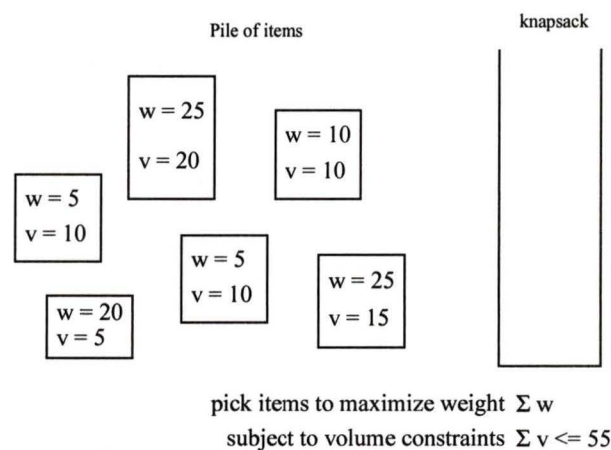 Pile of items
knapsack
w = 25
v = 20
w = 10
v = 10
w = 5
v = 10
w = 5
v = 10
w = 25
v = 15
w = 20
v = 5
pick items to maximize weight Σ w
subject to volume constraints Σ v <= 55